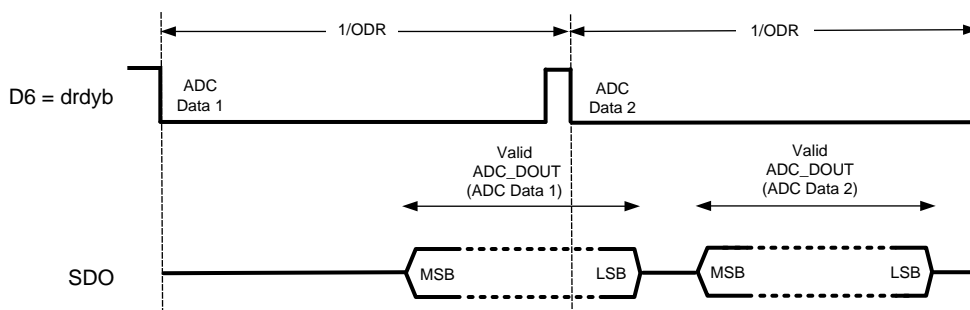 1/ODR
1/ODR
D6 = drdyb
ADC
Data 1
ADC
Data 2
Valid
ADC_DOUT
(ADC Data 1)
Valid
ADC_DOUT
(ADC Data 2)
SDO
MSB
LSB
MSB
LSB